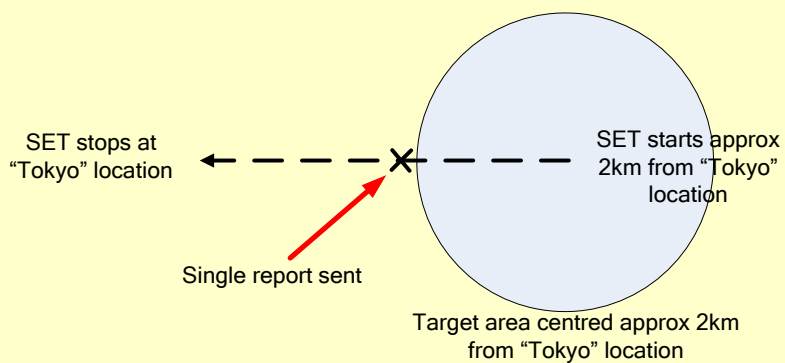 SET stops at
“Tokyo” location
SET starts approx
2km from “Tokyo”
location
Single report sent
Target area centred approx 2km
from “Tokyo” location